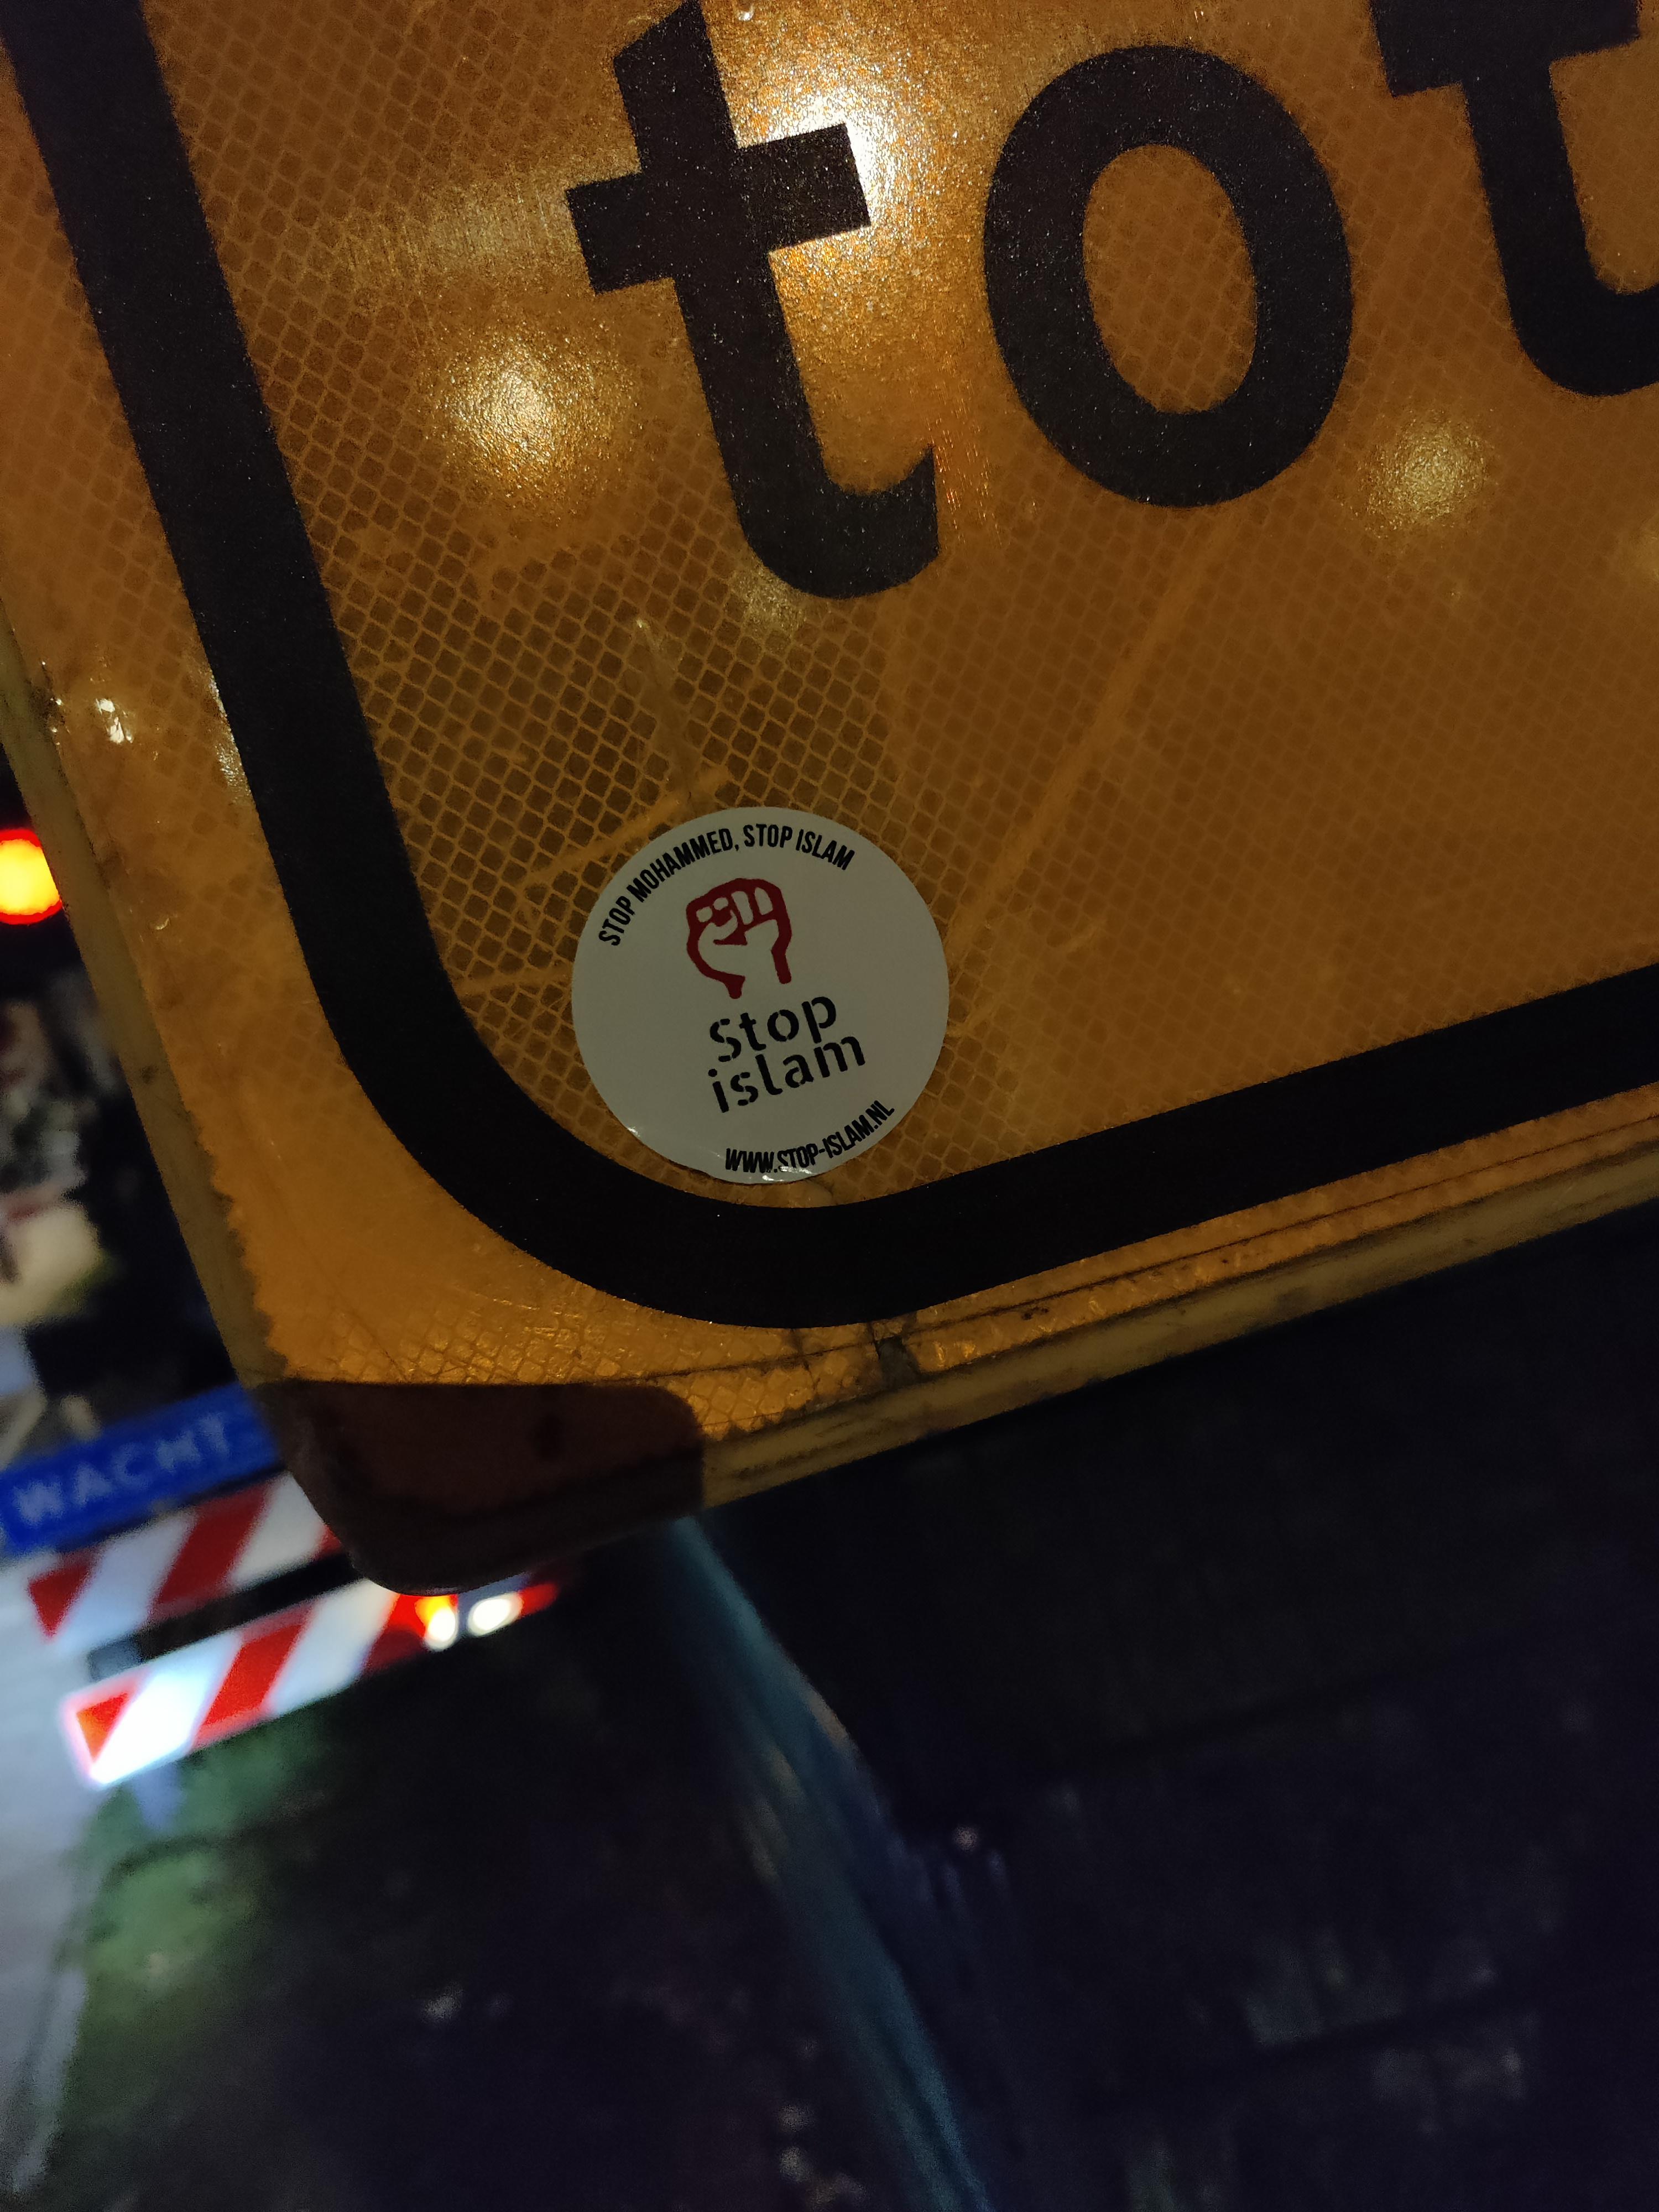 tot
STOP MOHAMMED, STOP ISLAM
stop
islam
WWW.STOP-ISLAM.NL
WACHT